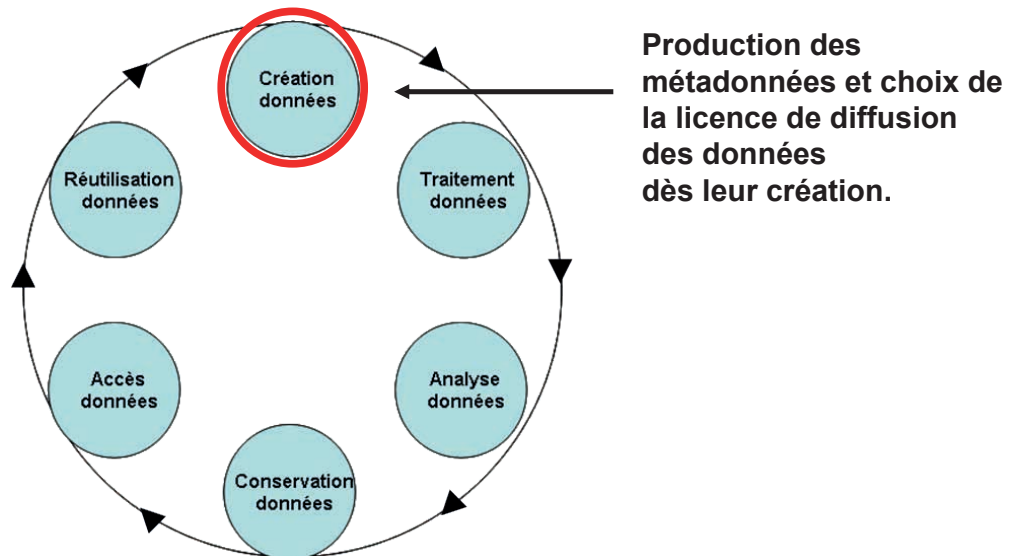 Création
données
Production des
métadonnées et choix de
la licence de diffusion
des données
dès leur création.
Réutilisation
données
Traitement
données
Accès
données
Analyse
données
Conservation
données